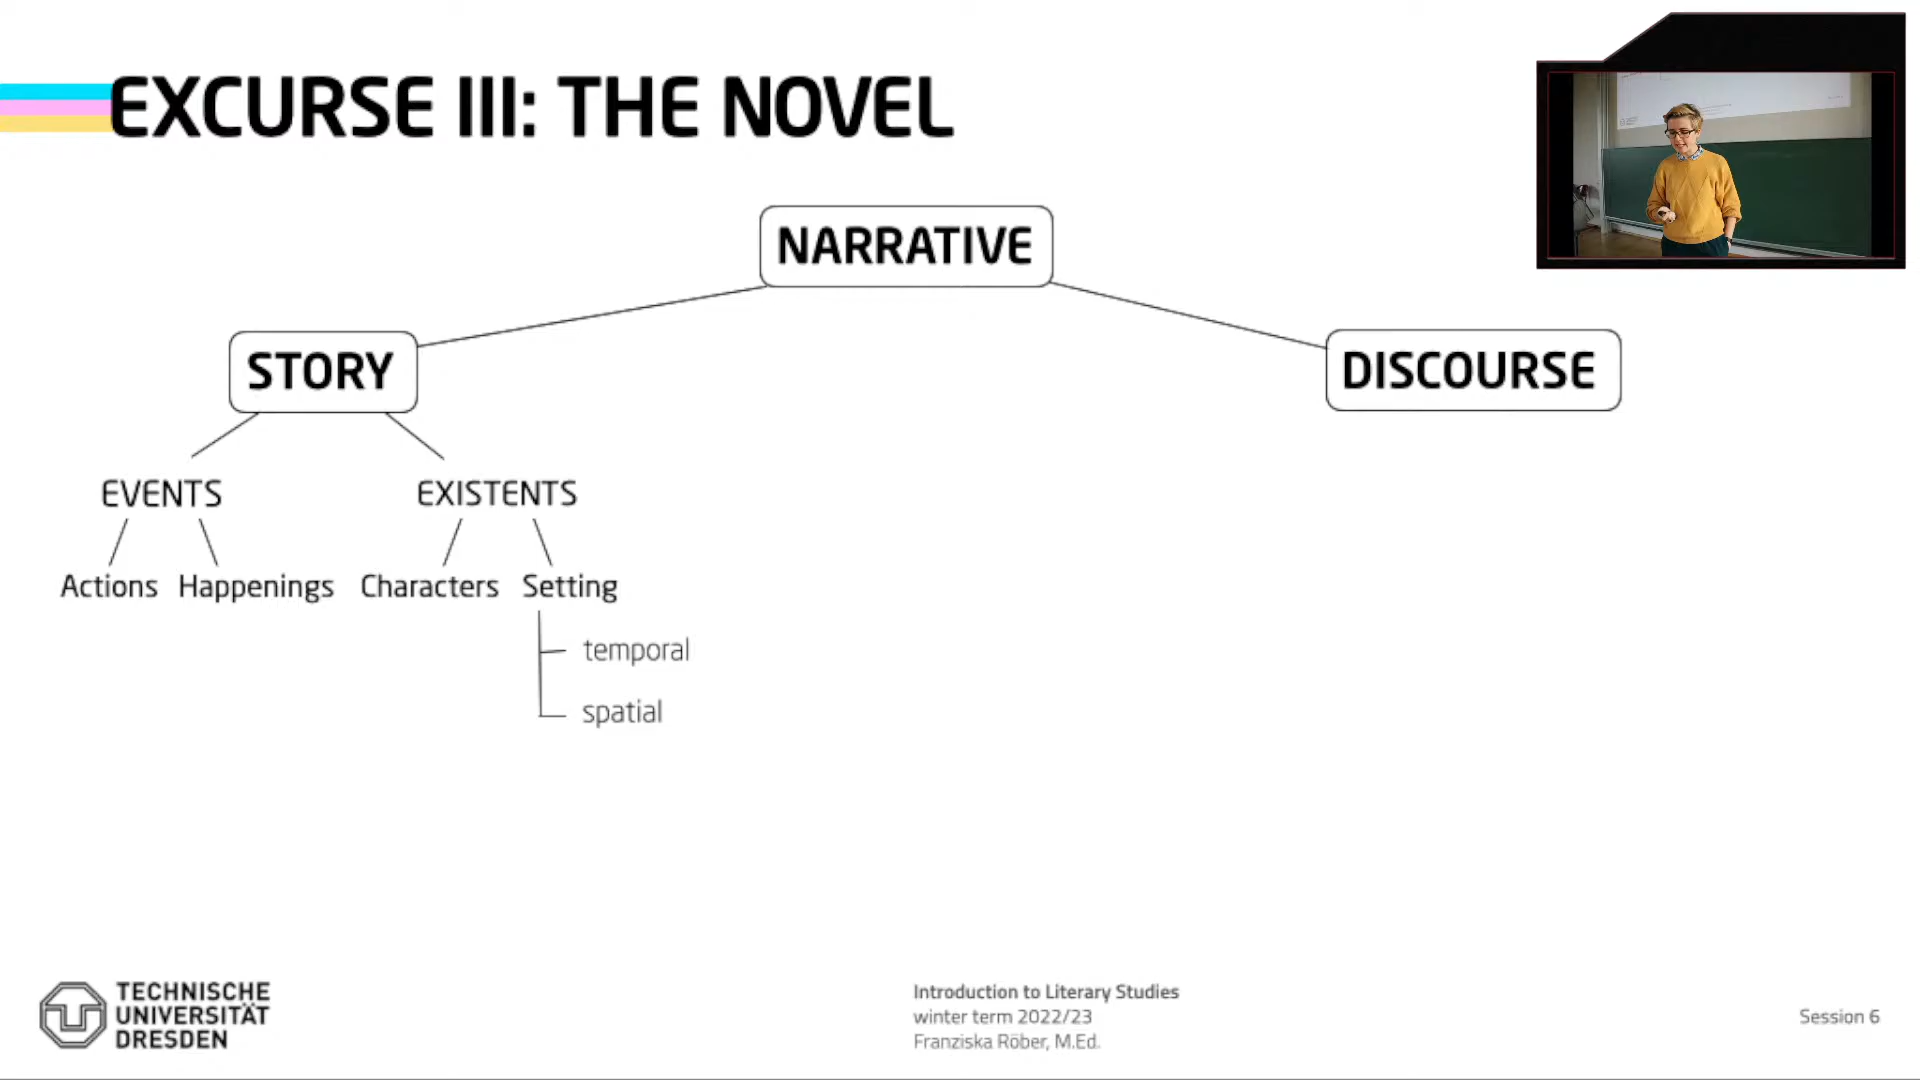 EXCURSE III: THE NOVEL
NARRATIVE
STORY
DISCOURSE
EVENTS
EXISTENTS
Actions
Happenings
Characters
Setting
temporal
spatial
TECHNISCHE
UNIVERSITÄT
DRESDEN
Introduction to Literary Studies
winter term 2022/23
Franziska Röber, M.Ed.
Session 6